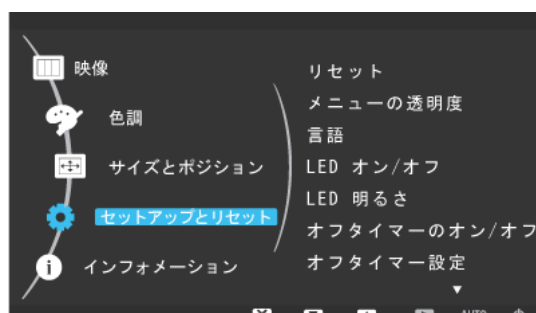 映像
色調
サイズとポジション
セットアップとリセット
インフォメーション
リセット
メニューの透明度
言語
LED オン/オフ
LED 明るさ
オフタイマーのオン/オフ
オフタイマー設定
AUTO